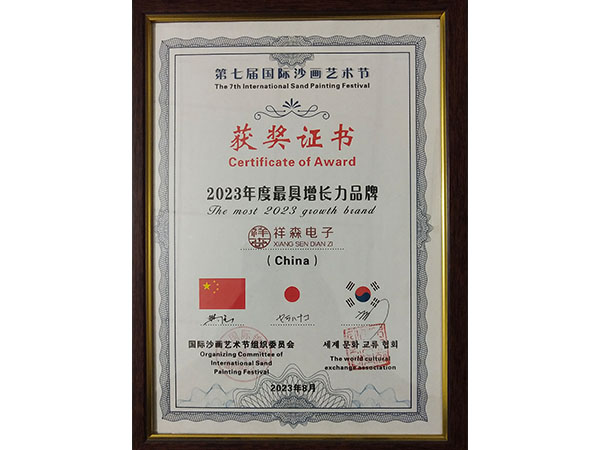 第七届国际沙画艺术节
The 7th International Sand Painting Festival
获奖证书
Certificate of Award
2023年度最具增长力品牌
The most 2023 growth brand
祥森电子
XIANG SEN DIAN ZI
(China)
国际沙画艺术节组织委员会
Organizing Committee of
International Sand
Painting Festival
세계 문화 교류 협회
The world cultural
exchange association
2023年8月